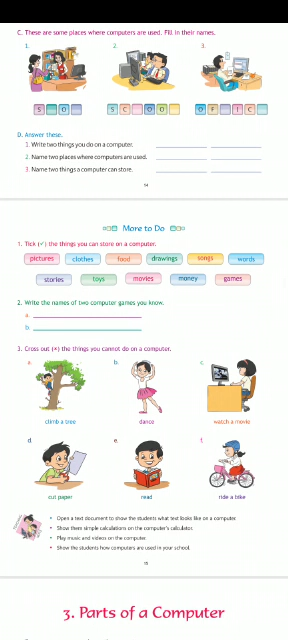 C. These are some places where computers are used. Fill in their names.
1. 2. 3.
S O S C O O O F I C
D. Answer these.
1. Write two things you do on a computer.
2. Name two places where computers are used.
3. Name two things a computer can store.
14
More to Do
1. Tick (✓) the things you can store on a computer.
pictures clothes food drawings songs words
stories toys movies money games
2. Write the names of two computer games you know.
a.
b.
3. Cross out (×) the things you cannot do on a computer.
a. b. c.
climb a tree dance watch a movie
d. e. f.
cut paper read ride a bike
• Open a text document to show the students what text looks like on a computer.
• Show them simple calculations on the computer's calculator.
• Play music and videos on the computer.
• Show the students how computers are used in your school.
15
3. Parts of a Computer